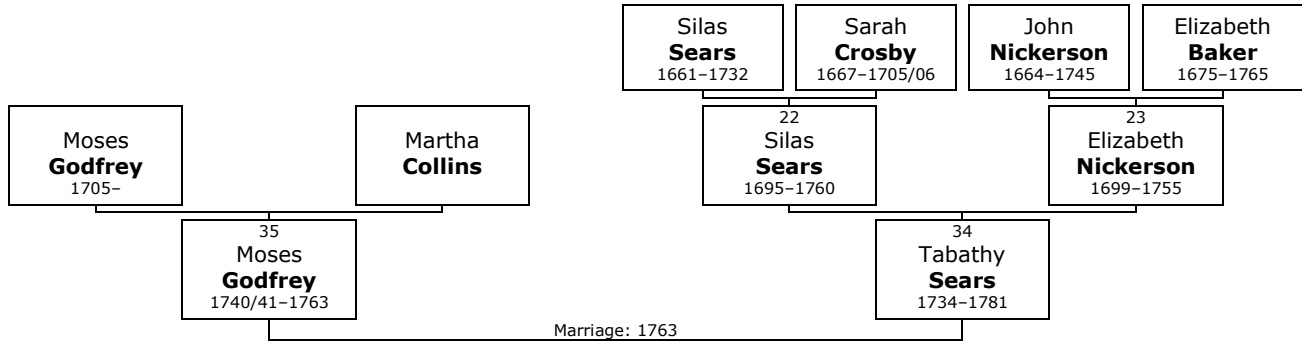 Silas
Sears
1661–1732
Sarah
Crosby
1667–1705/06
John
Nickerson
1664–1745
Elizabeth
Baker
1675–1765
Moses
Godfrey
1705–
Martha
Collins
22
Silas
Sears
1695–1760
23
Elizabeth
Nickerson
1699–1755
35
Moses
Godfrey
1740/41–1763
34
Tabathy
Sears
1734–1781
Marriage: 1763